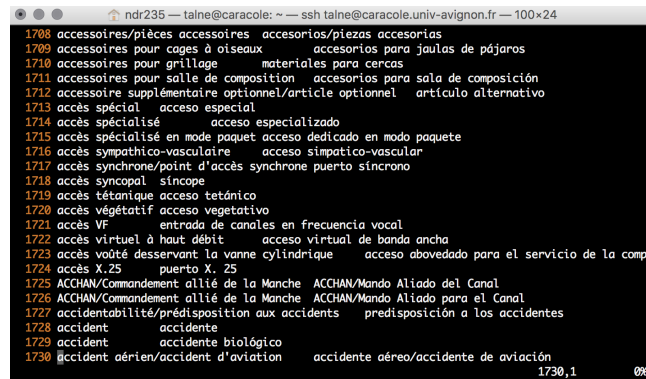 ndr235 — talne@caracole: ~ — ssh talne@caracole.univ-avignon.fr — 100×24
1708 accessoires/pièces accessoires accesorios/piezas accesorias
1709 accessoires pour cages à oiseaux accesorios para jaulas de pájaros
1710 accessoires pour grillage materiales para cercas
1711 accessoires pour salle de composition accesorios para sala de composición
1712 accessoire supplémentaire optionnel/article optionnel artículo alternativo
1713 accès spécial acceso especial
1714 accès spécialisé acceso especializado
1715 accès spécialisé en mode paquet acceso dedicado en modo paquete
1716 accès sympathico-vasculaire acceso simpatico-vascular
1717 accès synchrone/point d'accès synchrone puerto síncrono
1718 accès syncopal síncope
1719 accès tétanique acceso tetánico
1720 accès végétatif acceso vegetativo
1721 accès VF entrada de canales en frecuencia vocal
1722 accès virtuel à haut débit acceso virtual de banda ancha
1723 accès voûté desservant la vanne cylindrique acceso abovedado para el servicio de la comp
1724 accès X.25 puerto X. 25
1725 ACCHAN/Commandement allié de la Manche ACCHAN/Mando Aliado del Canal
1726 ACCHAN/Commandement allié de la Manche ACCHAN/Mando Aliado para el Canal
1727 accidentabilité/prédisposition aux accidents predisposición a los accidentes
1728 accident accidente
1729 accident accidente biológico
1730 accident aérien/accident d'aviation accidente aéreo/accidente de aviación
1730,1 0%